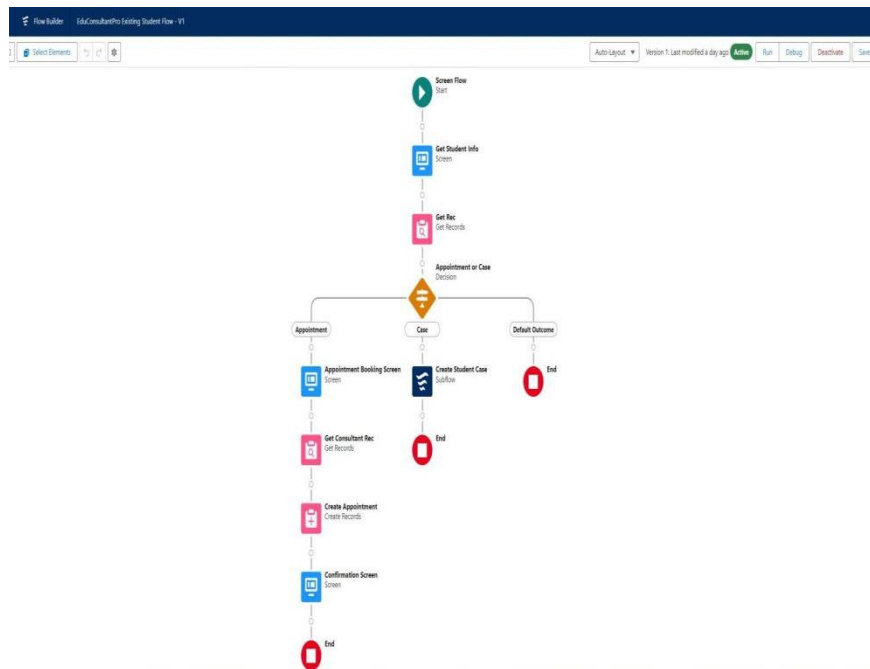 Flow Builder EduConsultantPro Existing Student Flow - V1
Select Elements Auto-Layout Version 1: Last modified a day ago Active Run Debug Deactivate Save
Screen Flow
Start
Get Student Info
Screen
Get Rec
Get Records
Appointment or Case
Decision
Appointment Case Default Outcome
Appointment Booking Screen Create Student Case End
Screen Subflow
Get Consultant Rec End
Get Records
Create Appointment
Create Records
Confirmation Screen
Screen
End